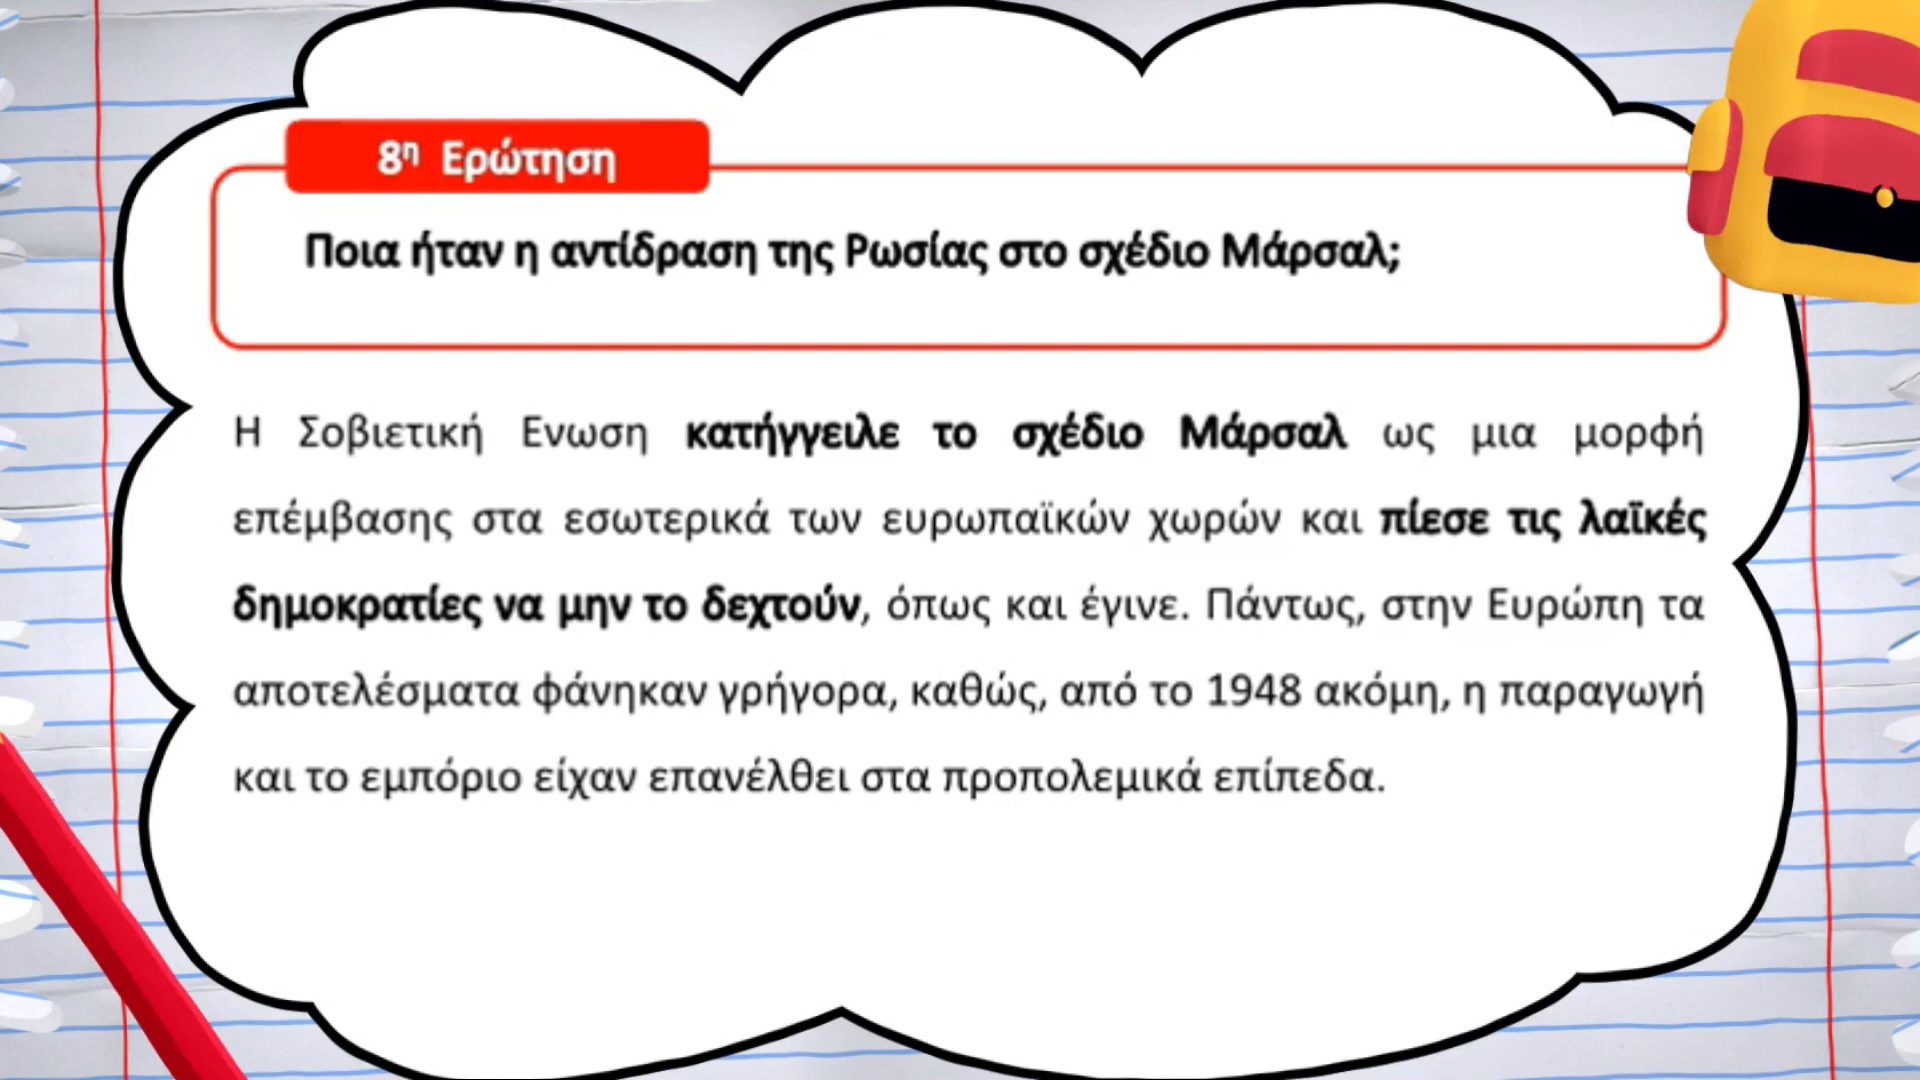 8η Ερώτηση
Ποια ήταν η αντίδραση της Ρωσίας στο σχέδιο Μάρσαλ;
Η Σοβιετική Ενωση κατήγγειλε το σχέδιο Μάρσαλ ως μια μορφή
επέμβασης στα εσωτερικά των ευρωπαϊκών χωρών και πίεσε τις λαϊκές
δημοκρατίες να μην το δεχτούν, όπως και έγινε. Πάντως, στην Ευρώπη τα
αποτελέσματα φάνηκαν γρήγορα, καθώς, από το 1948 ακόμη, η παραγωγή
και το εμπόριο είχαν επανέλθει στα προπολεμικά επίπεδα.